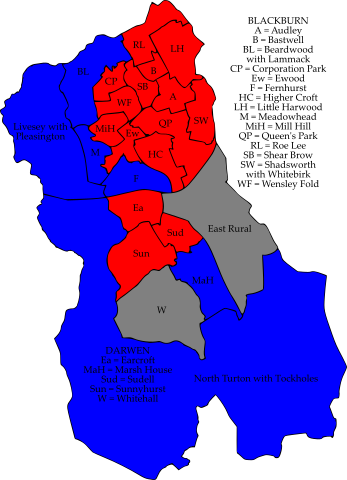 BLACKBURN
A = Audley
B = Bastwell
BL = Beardwood
with Lammack
CP = Corporation Park
Ew = Ewood
F = Fernhurst
HC = Higher Croft
LH = Little Harwood
M = Meadowhead
MiH = Mill Hill
QP = Queen's Park
RL = Roe Lee
SB = Shear Brow
SW = Shadsworth
with Whitebirk
WF = Wensley Fold
RL
LH
BL
B
CP
SB
A
WF
Livesey with
Pleasington
MiH
Ew
QP
SW
M
HC
F
Ea
Sud
East Rural
Sun
MaH
W
DARWEN
Ea = Earcroft
MaH = Marsh House
Sud = Sudell
Sun = Sunnyhurst
W = Whitehall
North Turton with Tockholes